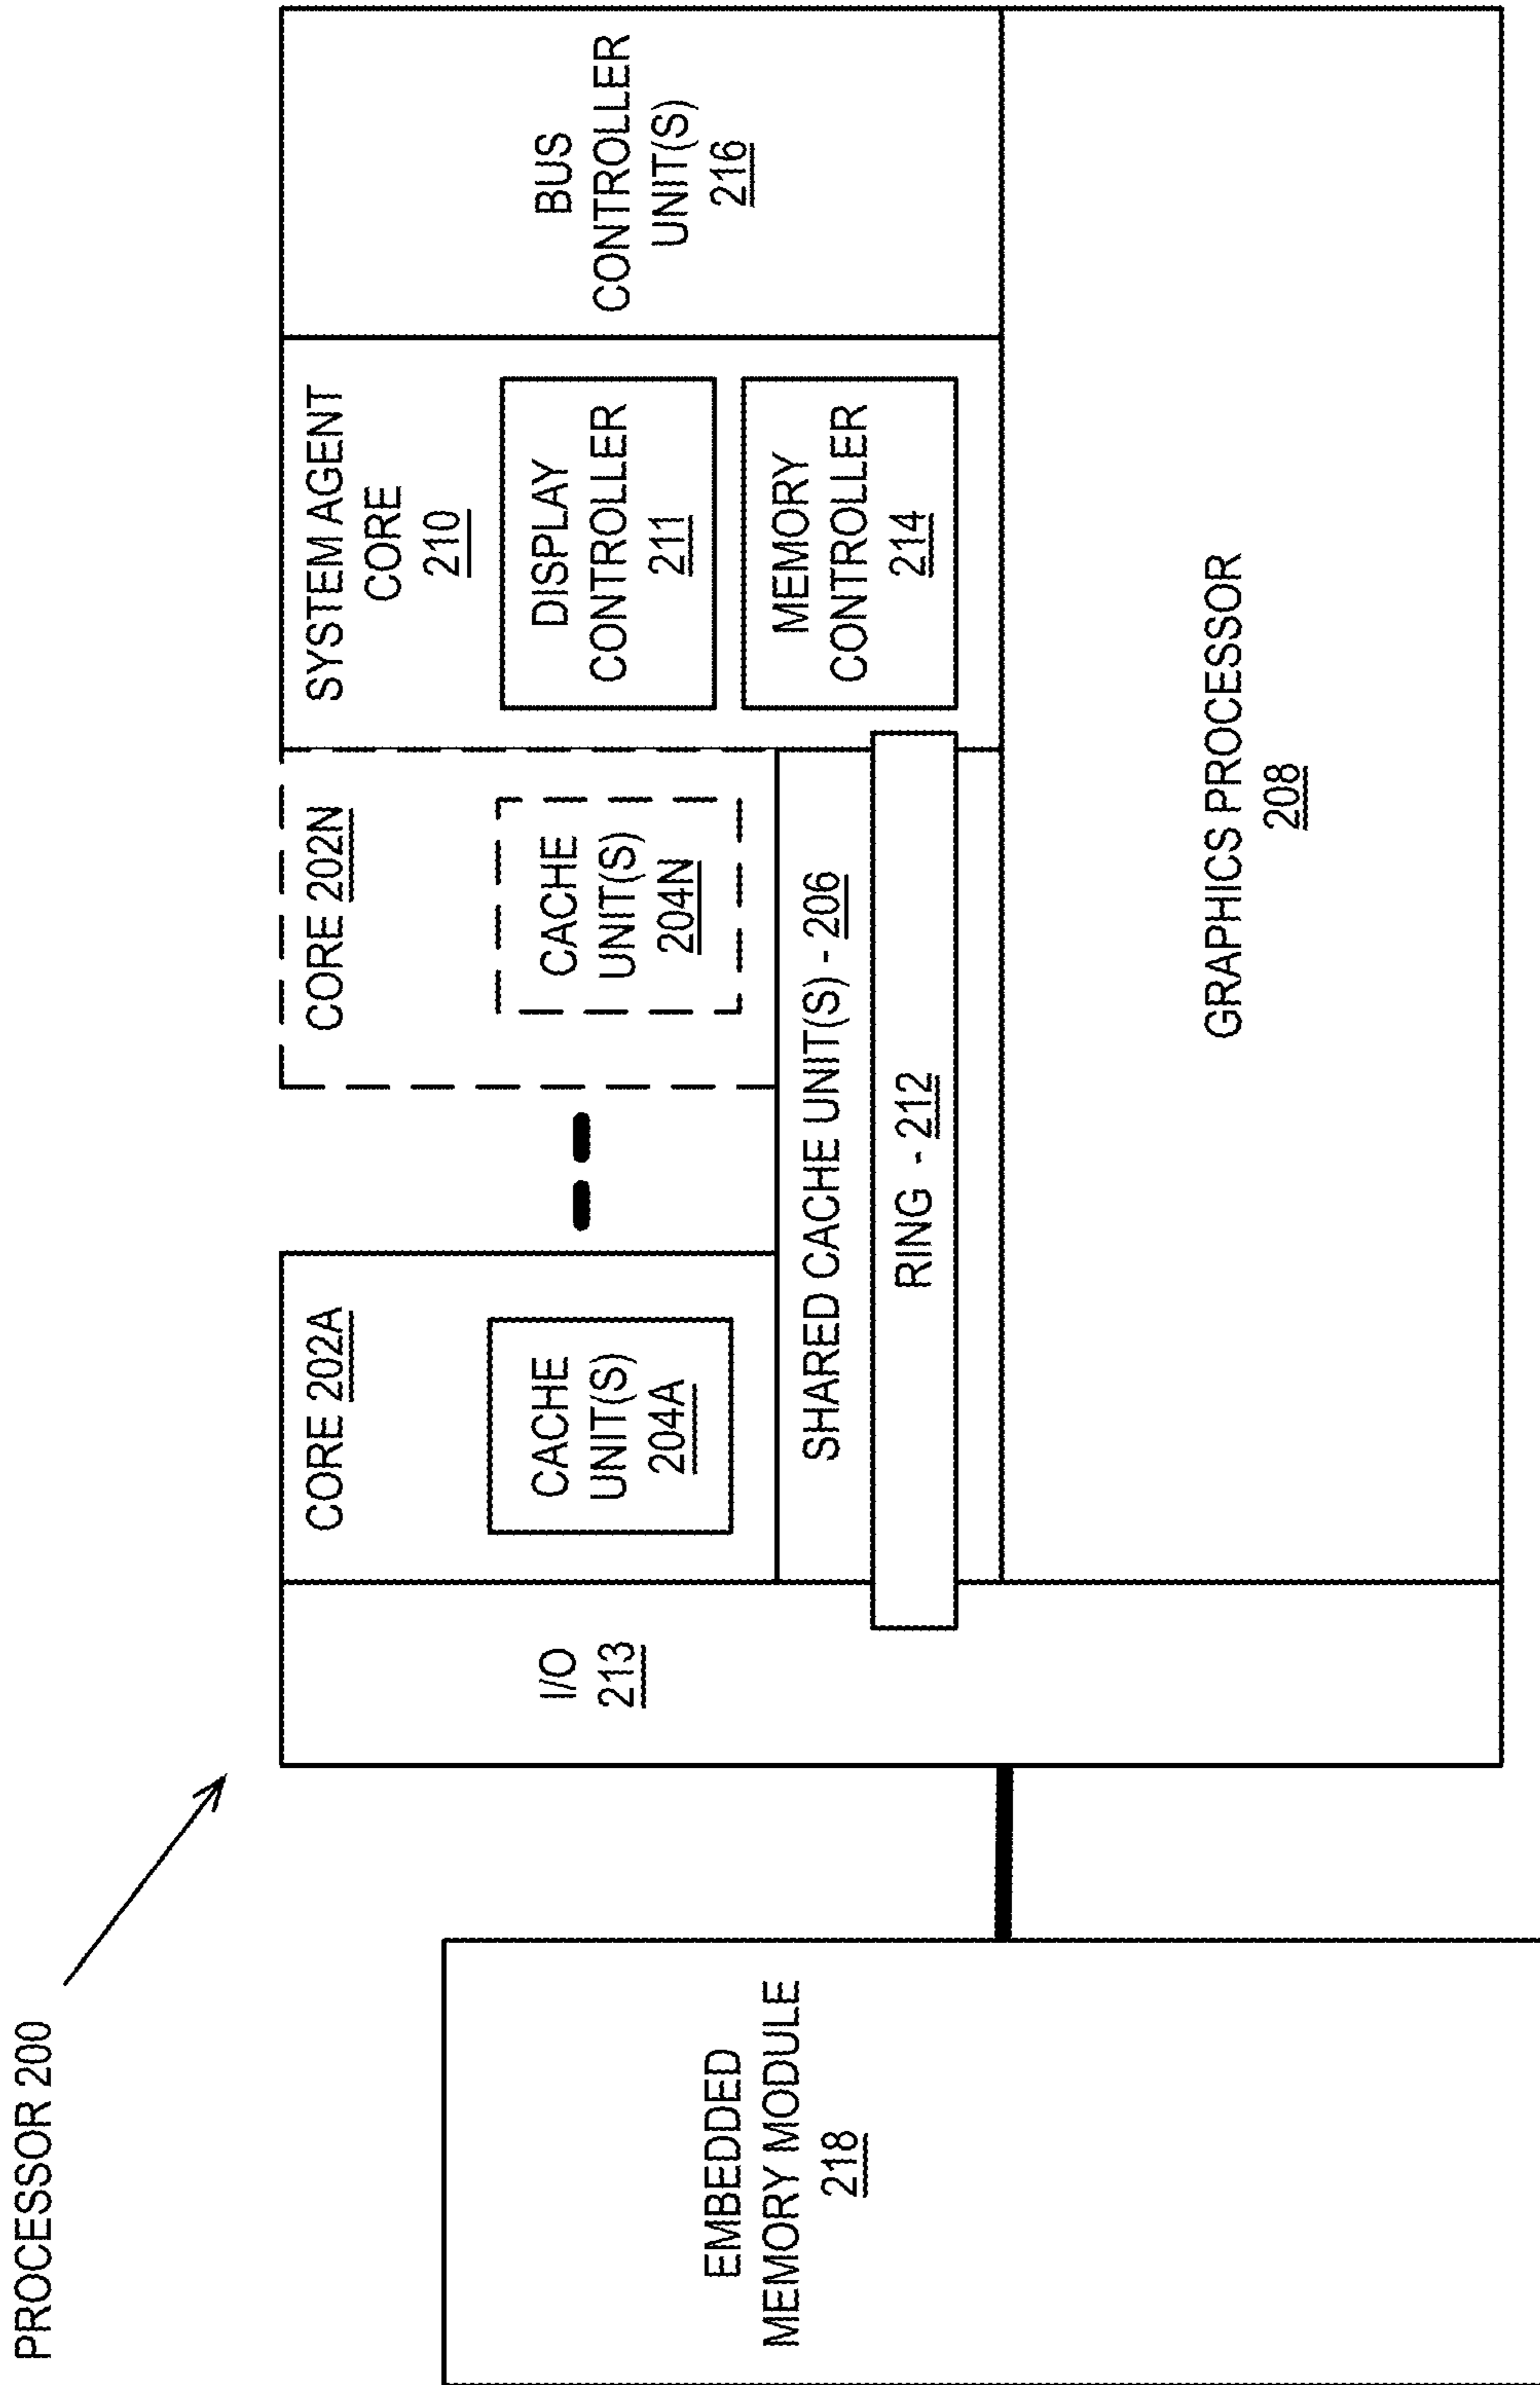 PROCESSOR 200
EMBEDDED
MEMORY MODULE
218
I/O
213
CORE 202A
CACHE
UNIT(S)
204A
CORE 202N
CACHE
UNIT(S)
204N
SHARED CACHE UNIT(S) - 206
RING - 212
SYSTEM AGENT
CORE
210
DISPLAY
CONTROLLER
211
MEMORY
CONTROLLER
214
BUS
CONTROLLER
UNIT(S)
216
GRAPHICS PROCESSOR
208